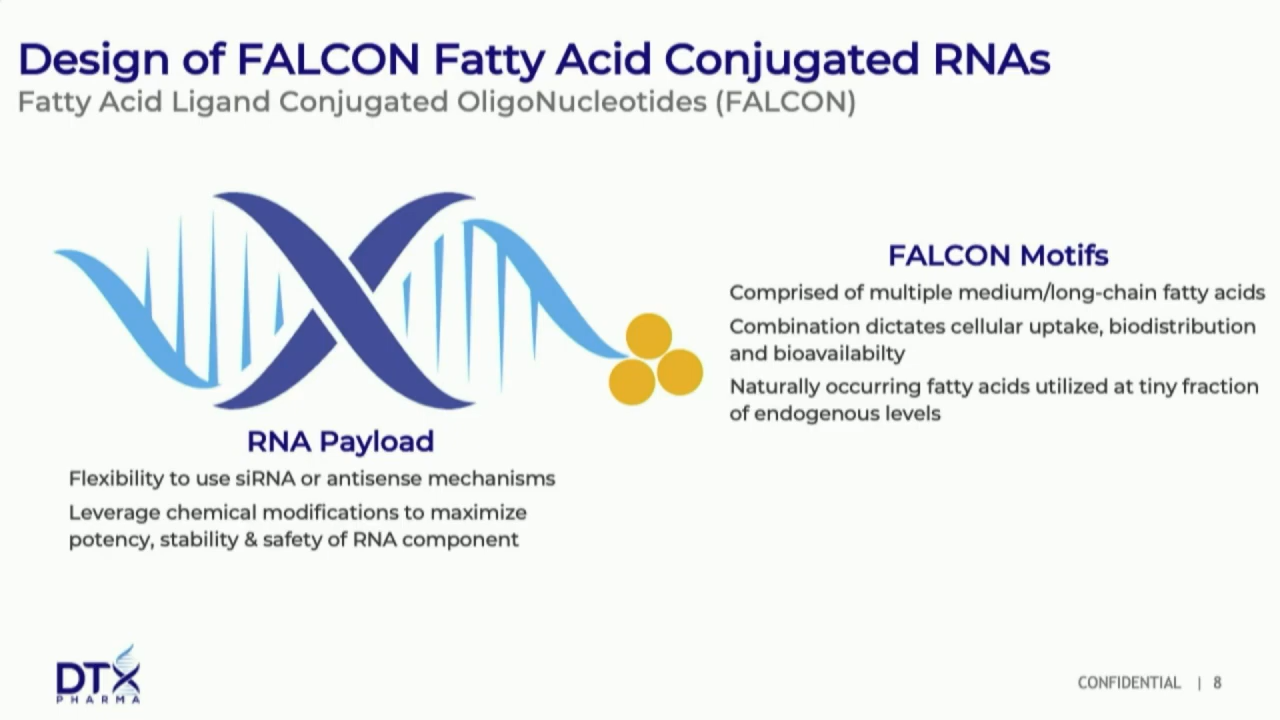 Design of FALCON Fatty Acid Conjugated RNAs
Fatty Acid Ligand Conjugated OligoNucleotides (FALCON)
FALCON Motifs
Comprised of multiple medium/long-chain fatty acids
Combination dictates cellular uptake, biodistribution
and bioavailabilty
Naturally occurring fatty acids utilized at tiny fraction
of endogenous levels
RNA Payload
Flexibility to use siRNA or antisense mechanisms
Leverage chemical modifications to maximize
potency, stability & safety of RNA component
DTX
PHARMA
CONFIDENTIAL | 8